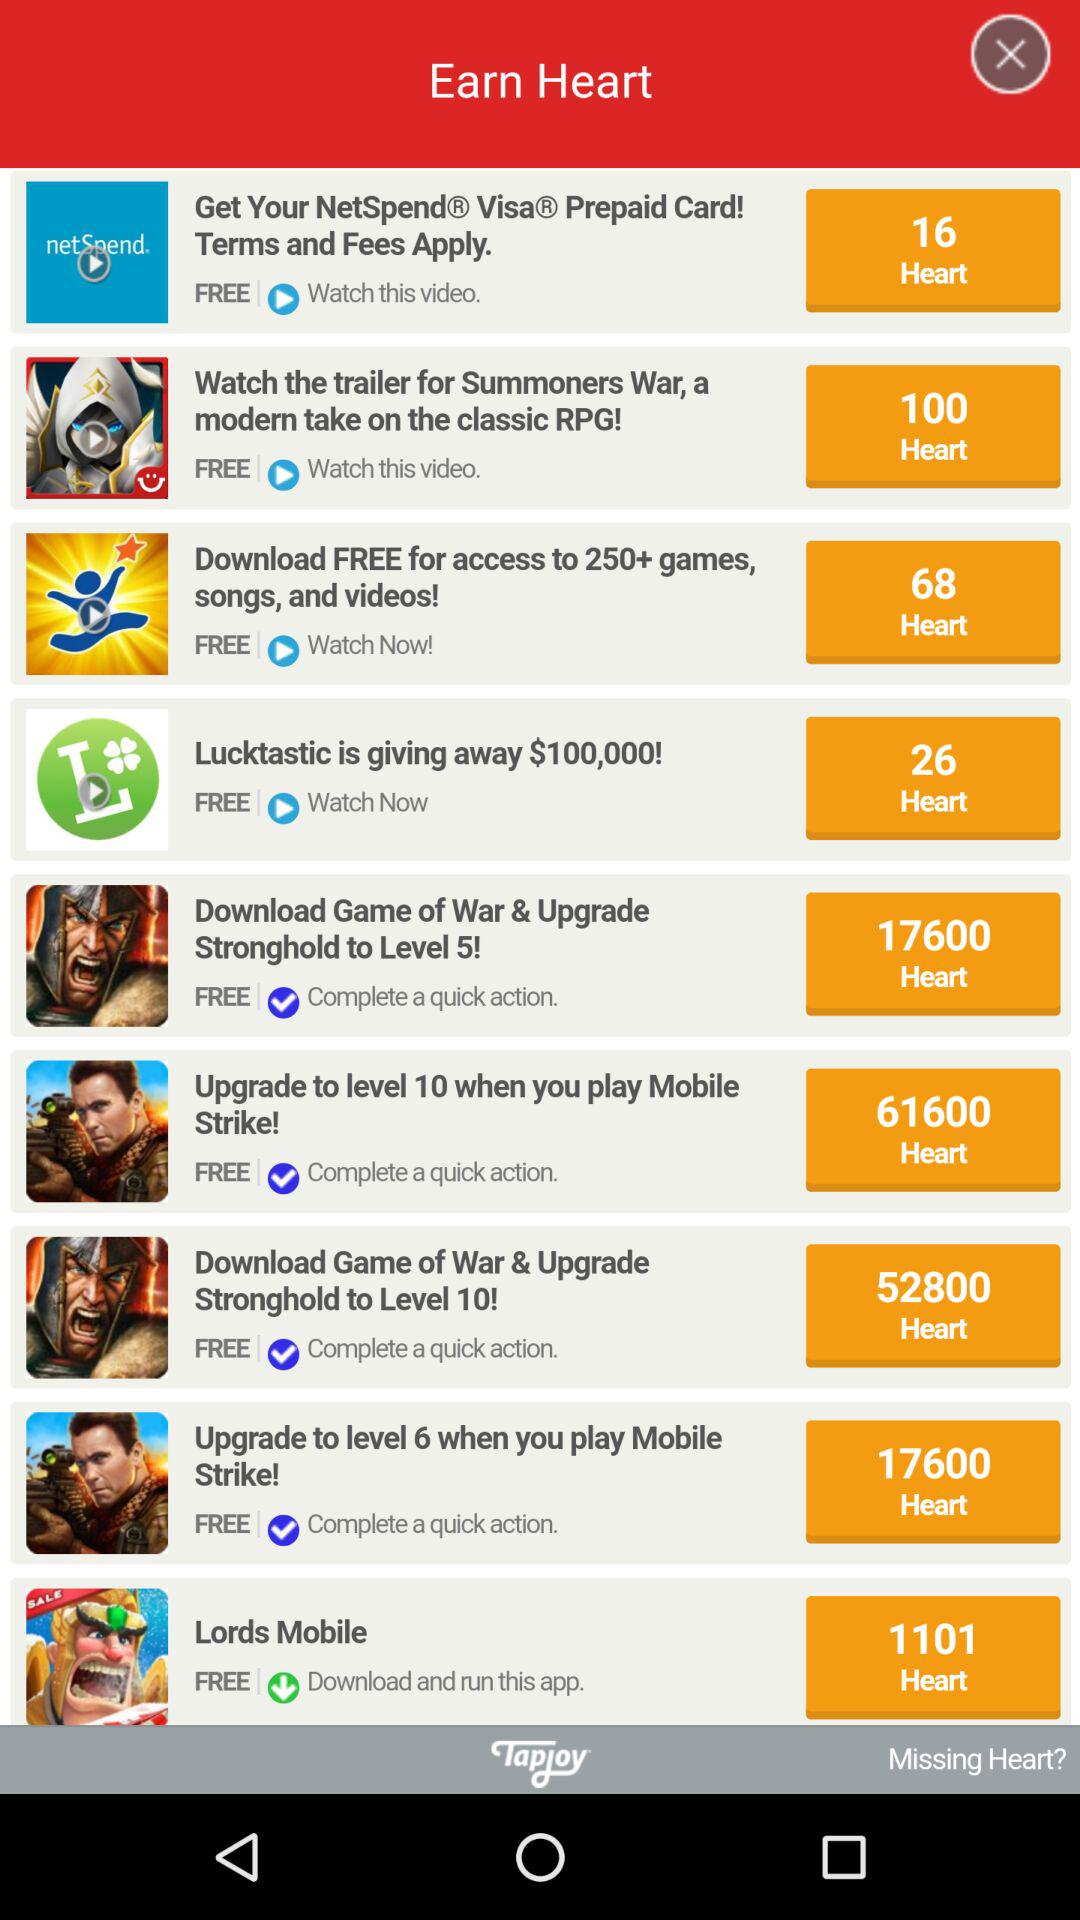 Earn Heart
netSpend.
Get Your NetSpend® Visa® Prepaid Card!
Terms and Fees Apply.
FREE Watch this video.
16
Heart
Watch the trailer for Summoners War, a
modern take on the classic RPG!
FREE Watch this video.
100
Heart
Download FREE for access to 250+ games,
songs, and videos!
FREE Watch Now!
68
Heart
L
Lucktastic is giving away $100,000!
FREE Watch Now
26
Heart
Download Game of War & Upgrade
Stronghold to Level 5!
FREE Complete a quick action.
17600
Heart
Upgrade to level 10 when you play Mobile
Strike!
FREE Complete a quick action.
61600
Heart
Download Game of War & Upgrade
Stronghold to Level 10!
FREE Complete a quick action.
52800
Heart
Upgrade to level 6 when you play Mobile
Strike!
FREE Complete a quick action.
17600
Heart
SALE
Lords Mobile
FREE Download and run this app.
1101
Heart
Tapjoy
Missing Heart?